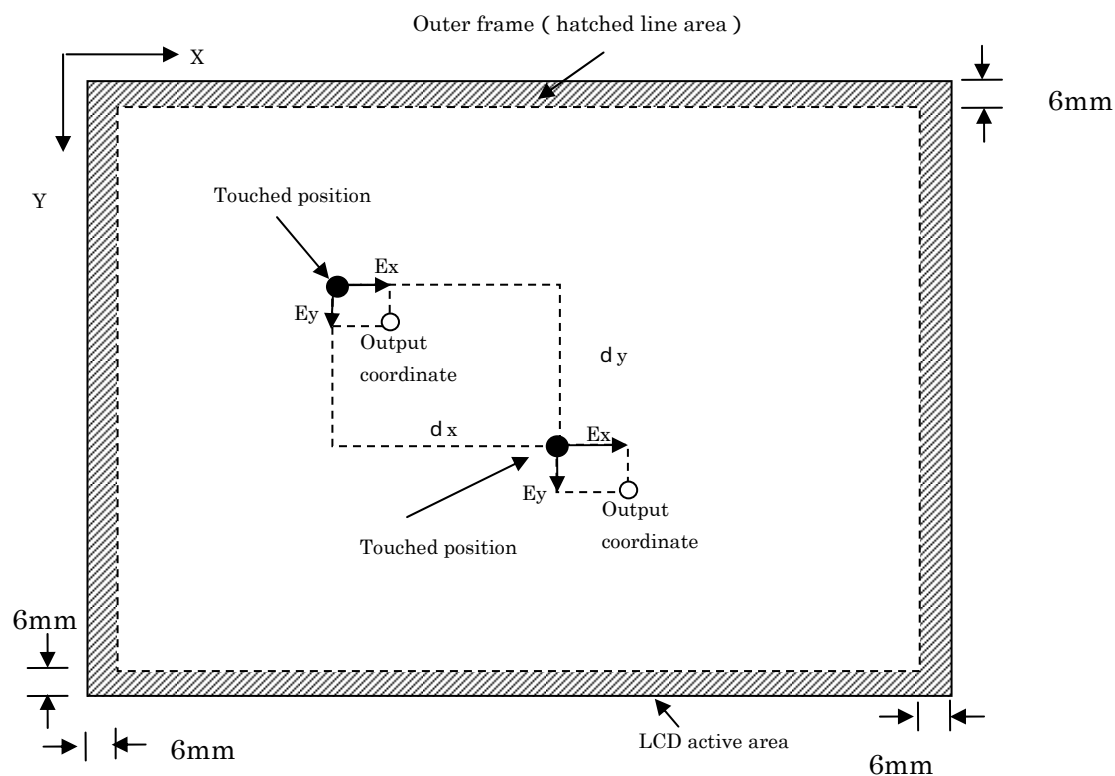 Outer frame ( hatched line area )
X
6mm
Y
Touched position
Ex
Ey
Output
coordinate
d y
d x
Ex
Ey
Output
coordinate
Touched position
6mm
LCD active area
6mm
6mm